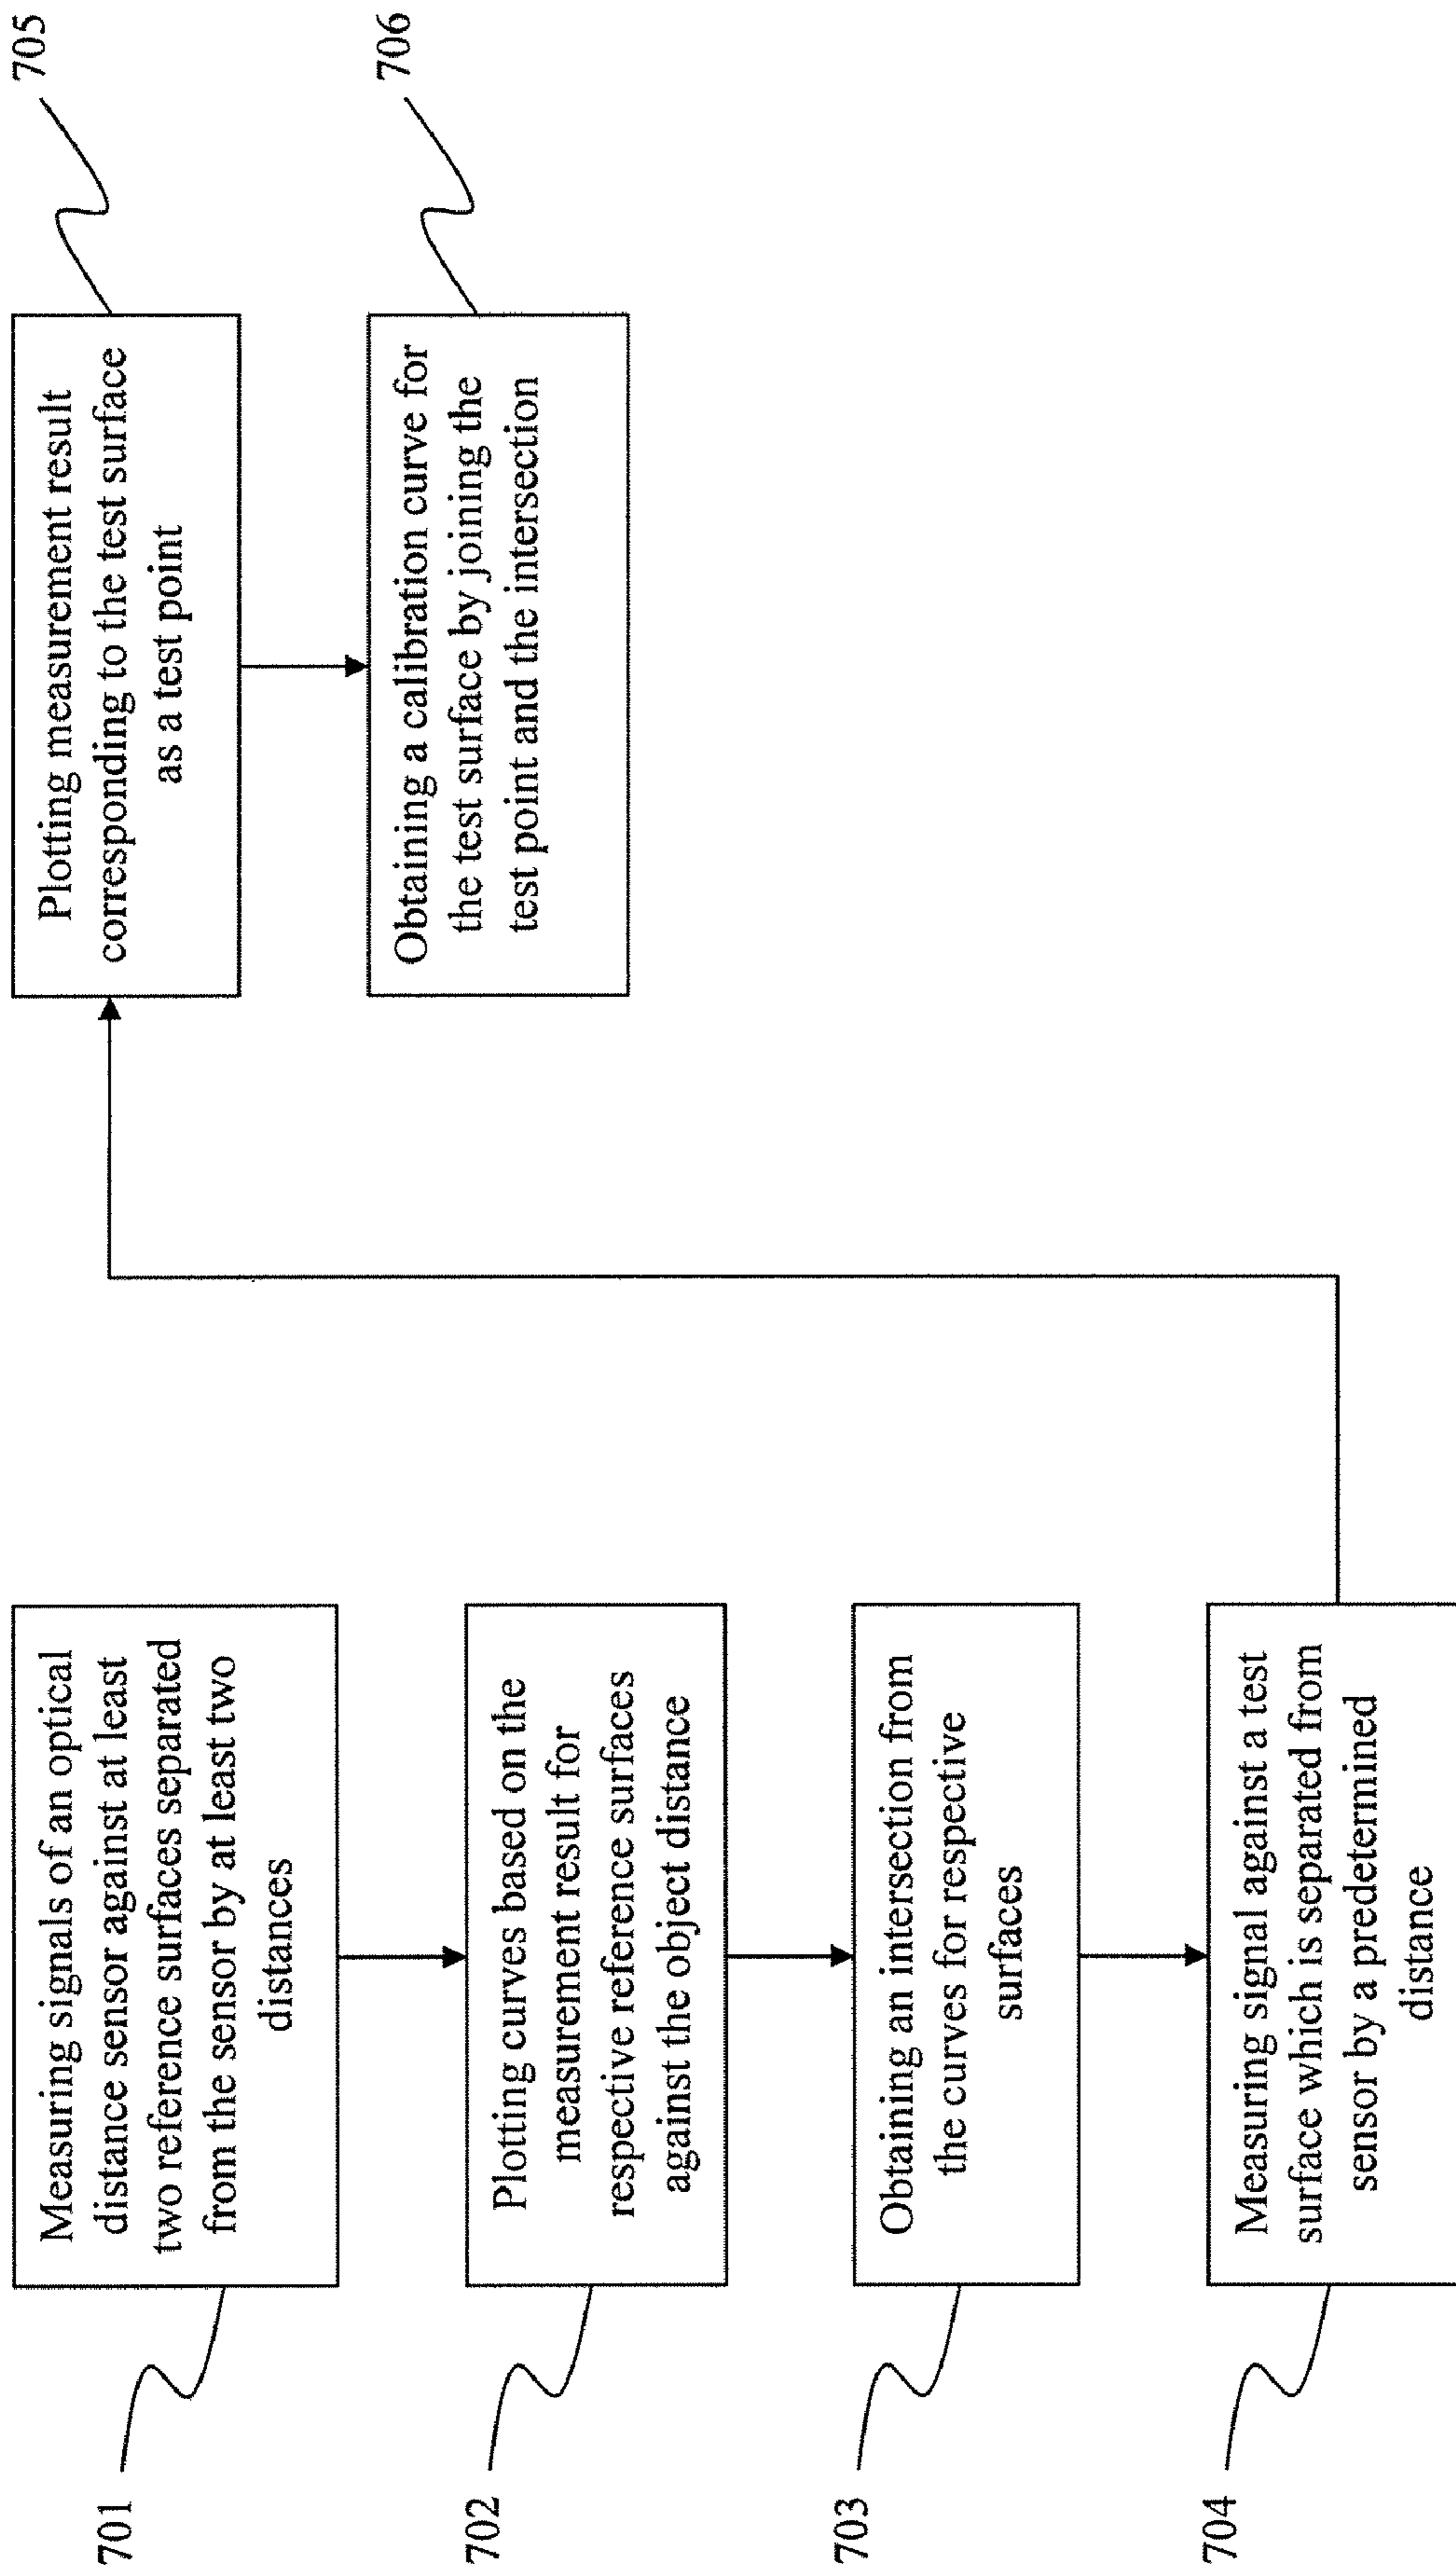 701
Measuring signals of an optical
distance sensor against at least
two reference surfaces separated
from the sensor by at least two
distances
702
Plotting curves based on the
measurement result for
respective reference surfaces
against the object distance
703
Obtaining an intersection from
the curves for respective
surfaces
704
Measuring signal against a test
surface which is separated from
sensor by a predetermined
distance
705
Plotting measurement result
corresponding to the test surface
as a test point
706
Obtaining a calibration curve for
the test surface by joining the
test point and the intersection